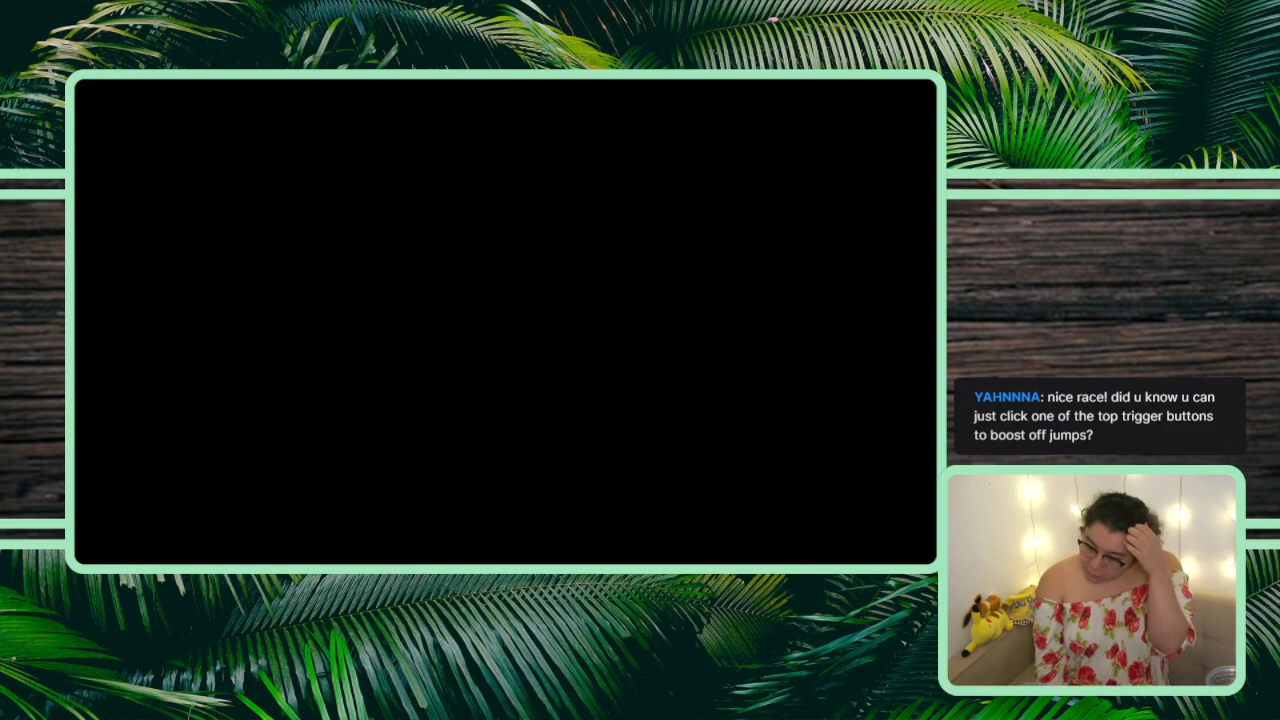 YAHNNNA: nice race! did u know u can
just click one of the top trigger buttons
to boost off jumps?